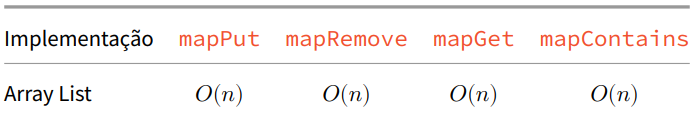 Implementação mapPut mapRemove mapGet mapContains
Array List O(n) O(n) O(n) O(n)